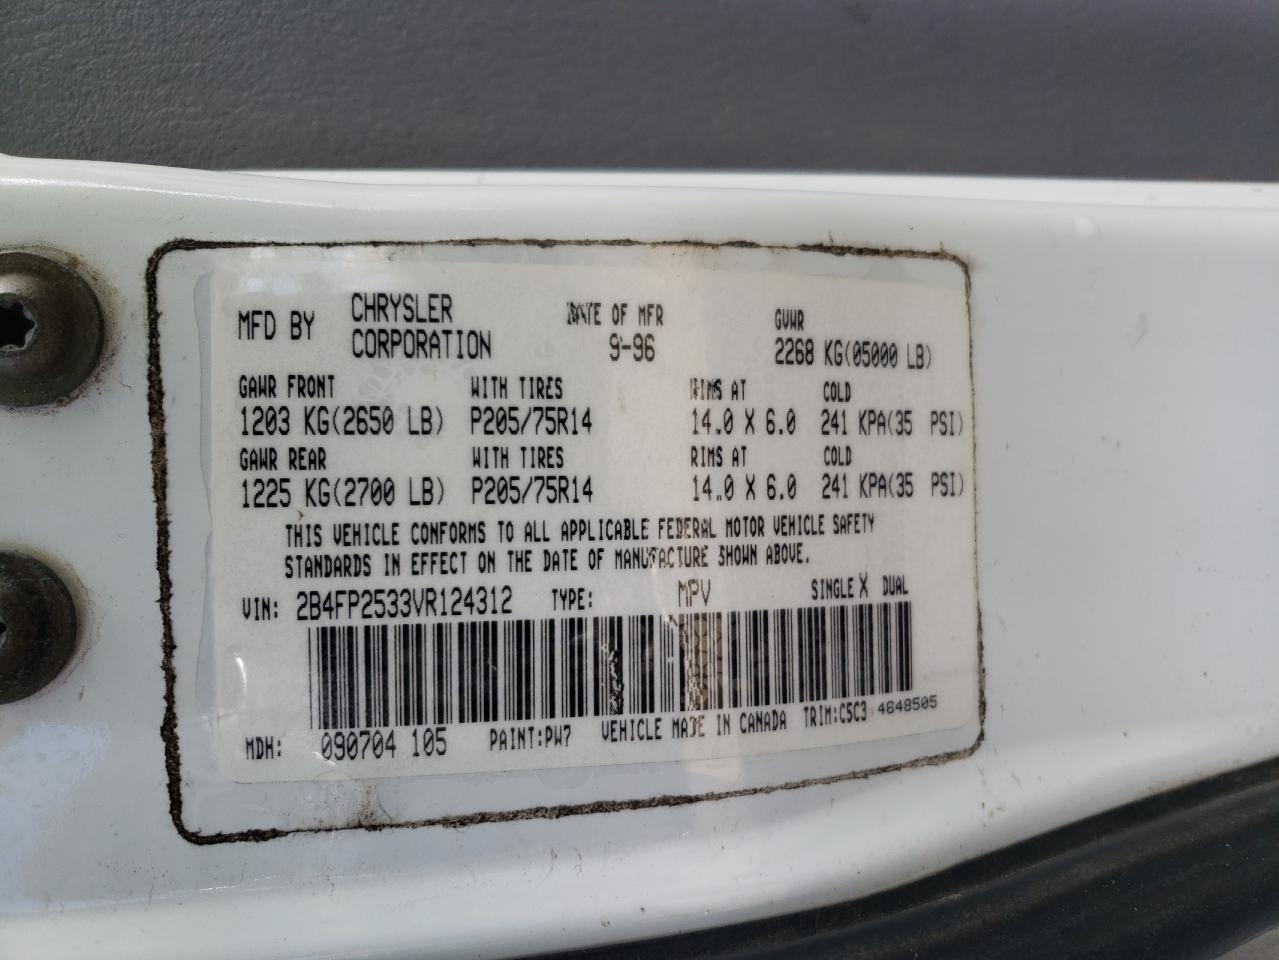 MFD BY CHRYSLER CORPORATION DATE OF MFR 9-96 GVWR 2268 KG(05000 LB)
GAWR FRONT WITH TIRES RIMS AT COLD
1203 KG(2650 LB) P205/75R14 14.0 X 6.0 241 KPA(35 PSI)
GAWR REAR WITH TIRES RIMS AT COLD
1225 KG(2700 LB) P205/75R14 14.0 X 6.0 241 KPA(35 PSI)
THIS VEHICLE CONFORMS TO ALL APPLICABLE FEDERAL MOTOR VEHICLE SAFETY
STANDARDS IN EFFECT ON THE DATE OF MANUFACTURE SHOWN ABOVE.
VIN: 2B4FP2533VR124312 TYPE: MPV SINGLE X DUAL
MDH: 090704 105 PAINT:PW7 VEHICLE MADE IN CANADA TRIM:C5C3 4648505